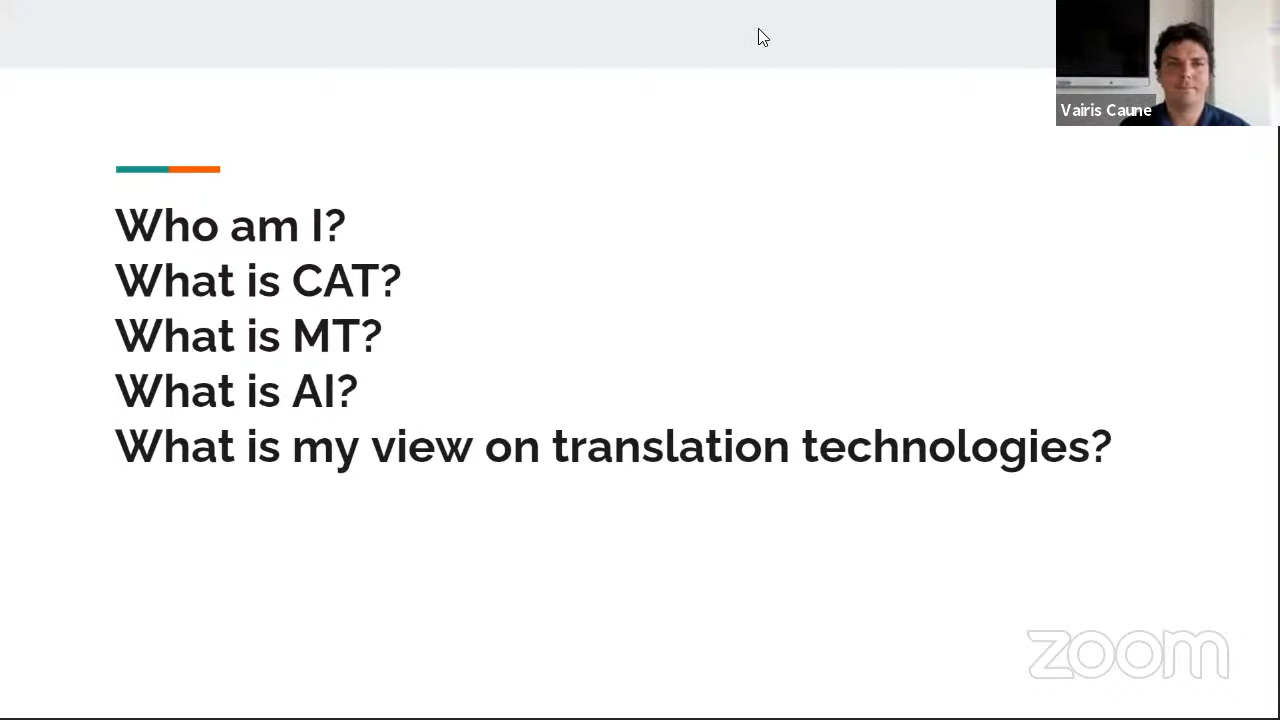 Vairis Caune
Who am I?
What is CAT?
What is MT?
What is AI?
What is my view on translation technologies?
zoom